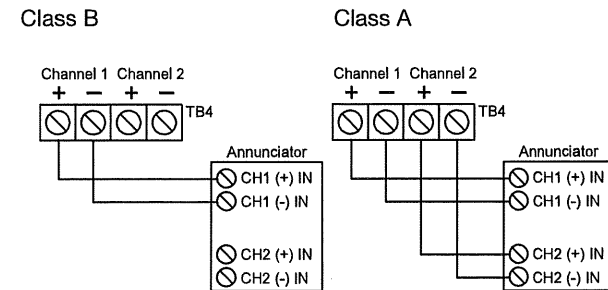 Class B
Class A
Channel 1 Channel 2
+ − + −
TB4
Annunciator
CH1 (+) IN
CH1 (-) IN
CH2 (+) IN
CH2 (-) IN
Channel 1 Channel 2
+ − + −
TB4
Annunciator
CH1 (+) IN
CH1 (-) IN
CH2 (+) IN
CH2 (-) IN